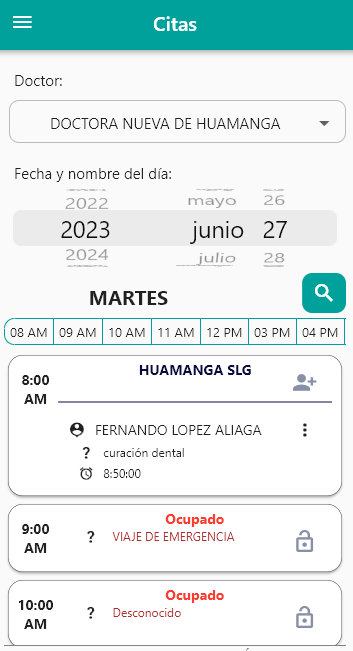 Citas
Doctor:
DOCTORA NUEVA DE HUAMANGA
Fecha y nombre del día:
2022 mayo 26
2023 junio 27
2024 julio 28
MARTES
08 AM 09 AM 10 AM 11 AM 12 PM 03 PM 04 PM
8:00 AM
HUAMANGA SLG
FERNANDO LOPEZ ALIAGA
? curación dental
8:50:00
9:00 AM
Ocupado
? VIAJE DE EMERGENCIA
10:00 AM
Ocupado
? Desconocido